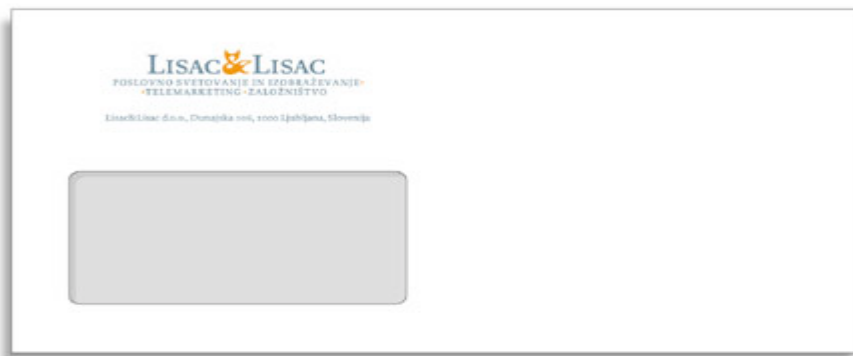 LISAC&LISAC
POSLOVNO SVETOVANJE IN IZOBRAŽEVANJE·
·TELEMARKETING·ZALOŽNIŠTVO
Lisac&Lisac d.o.o., Dunajska 106, 1000 Ljubljana, Slovenija